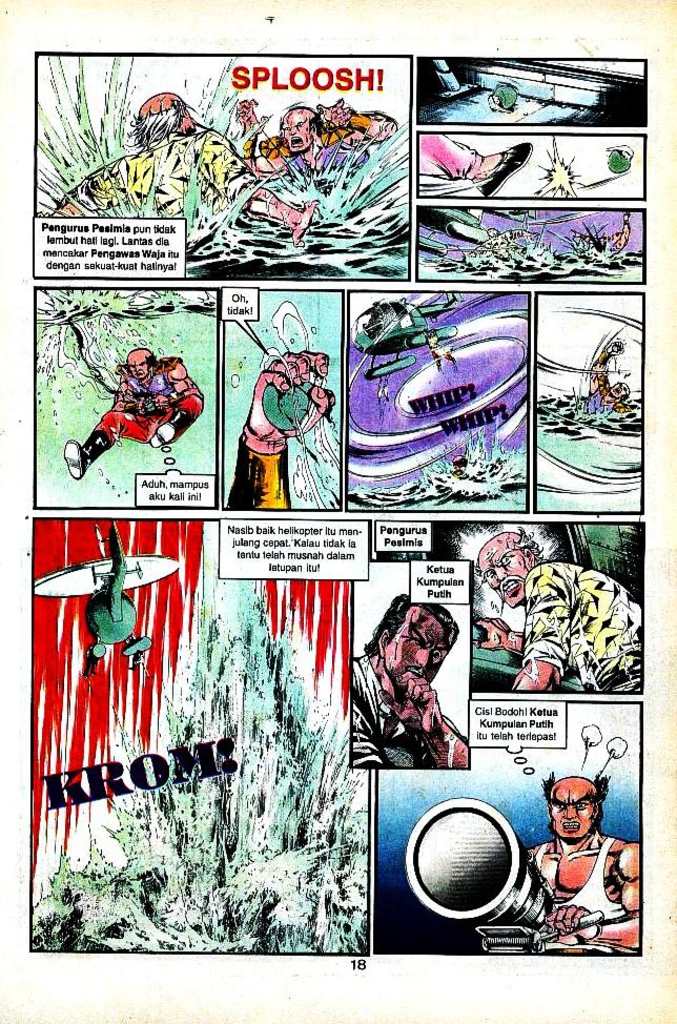 SPLOOSH!
Pengurus Pesimis pun tidak
lembut hati lagi. Lantas dia
mencakar Pengawas Waja itu
dengan sekuat-kuat hatinya!
Aduh, mampus
aku kali ini!
Oh,
tidak!
WHIP!
WHIP!
Nasib baik helikopter itu men-
julang cepat. Kalau tidak ia
tentu telah musnah dalam
letupan itu!
KROM!
Pengurus
Pesimis
Ketua
Kumpulan
Putih
Cis! Bodoh! Ketua
Kumpulan Putih
itu telah terlepas!
18